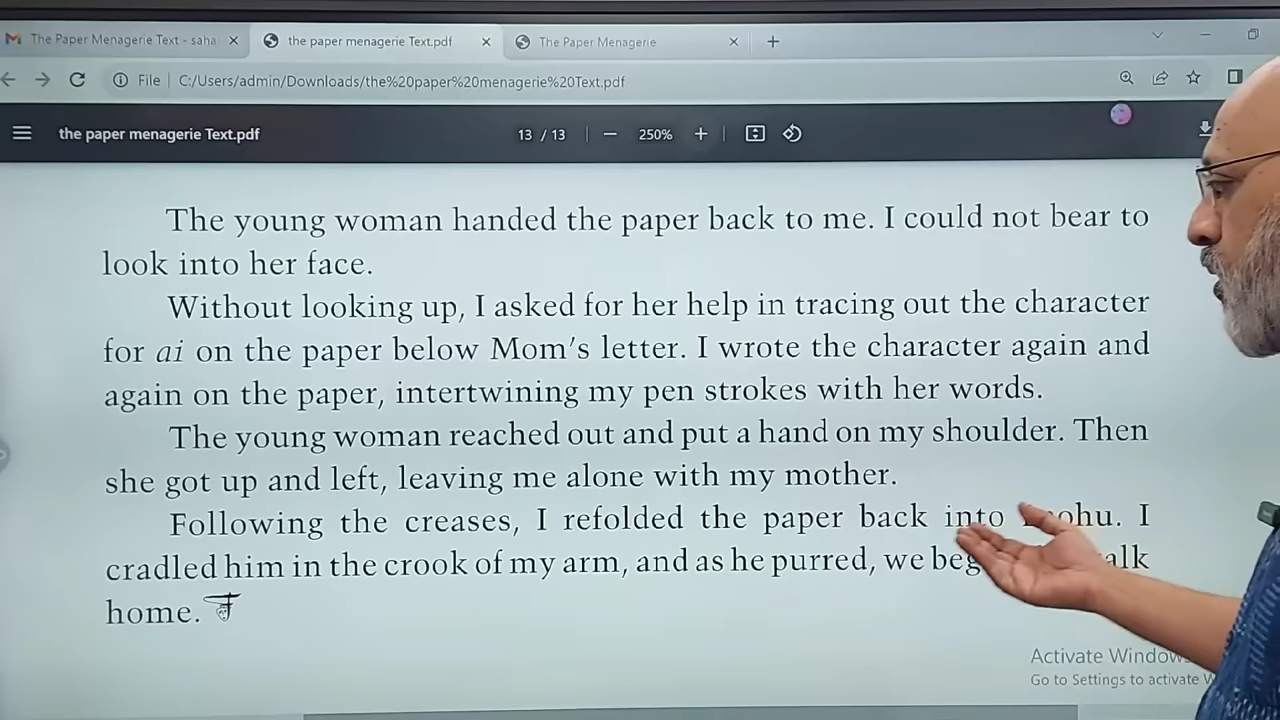 The Paper Menagerie Text - saha
the paper menagerie Text.pdf
The Paper Menagerie
File
C:/Users/admin/Downloads/the%20paper%20menagerie%20Text.pdf
the paper menagerie Text.pdf
13 / 13
250%
The young woman handed the paper back to me. I could not bear to
look into her face.
Without looking up, I asked for her help in tracing out the character
for ai on the paper below Mom's letter. I wrote the character again and
again on the paper, intertwining my pen strokes with her words.
The young woman reached out and put a hand on my shoulder. Then
she got up and left, leaving me alone with my mother.
Following the creases, I refolded the paper back into I
cradled him in the crook of my arm, and as he purred, we
home.
Activate Windows
Go to Settings to activate